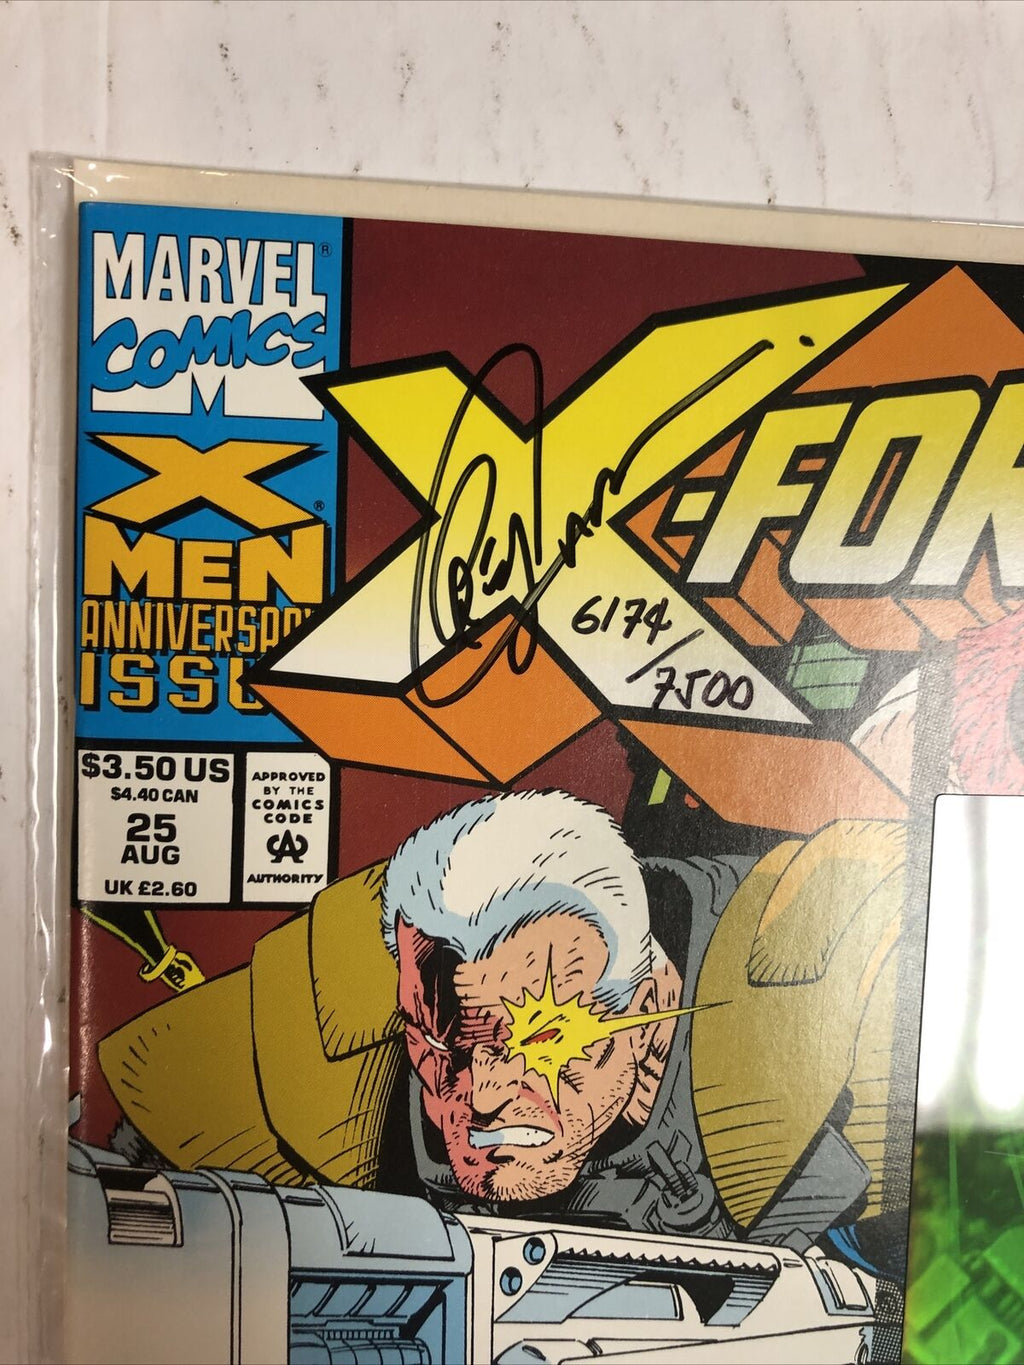 MARVEL®
COMICS
X
MEN®
ANNIVERSARY
ISSU
$3.50 US
$4.40 CAN
25
AUG
UK £2.60
APPROVED
BY THE
COMICS
CODE
CA
AUTHORITY
X-FOR
6174/
7500